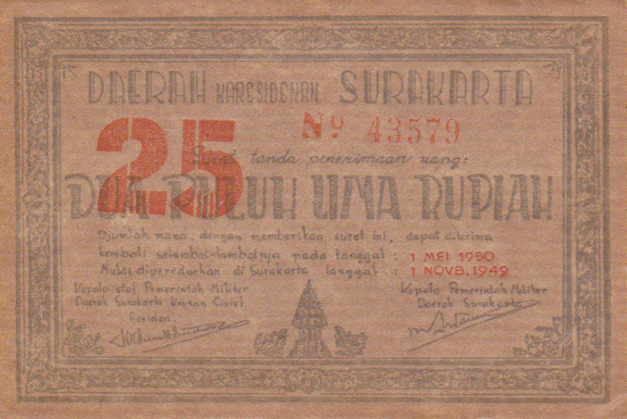 DAERAH KARESIDENAN SURAKARTA
25
No 43579
Surat tanda penerimaan uang:
DUA PULUH LIMA RUPIAH
Djumlah mana, dengan memberikan surat ini, dapat diterima
kembali selambat-lambatnja pada tanggal : 1 MEI 1950
Mulai diperedarkan di Surakarta tanggal : 1 NOVB. 1949
Kepala staf Pemerintah Militer
Daerah Surakarta Urusan Civiel
Residen.
Kepala Pemerintah Militer
Daerah Surakarta